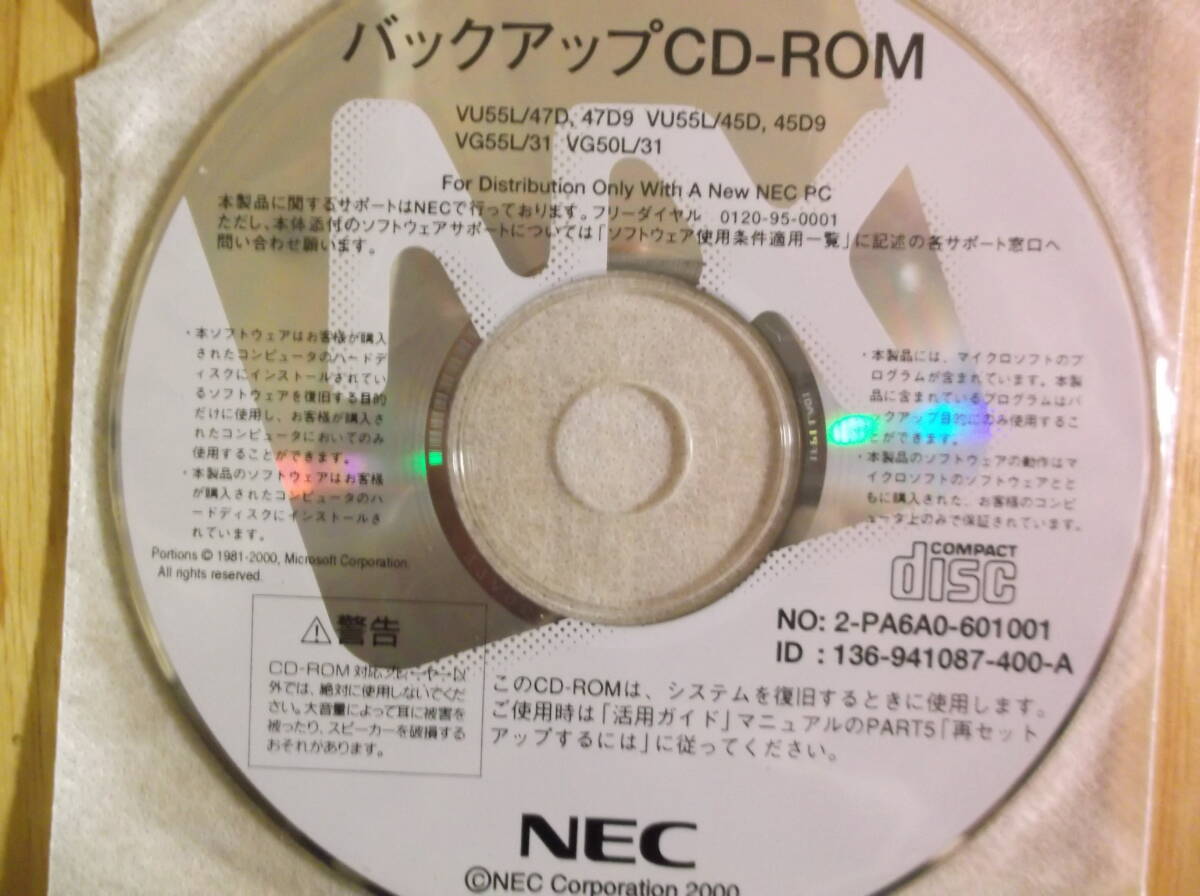 バックアップCD-ROM
VU55L/47D, 47D9 VU55L/45D, 45D9
VG55L/31 VG50L/31
For Distribution Only With A New NEC PC
本製品に関するサポートはNECで行っております。フリーダイヤル 0120-95-0001
ただし、本体添付のソフトウェアサポートについては「ソフトウェア使用条件適用一覧」に記述の各サポート窓口へ
問い合わせ願います。
・本ソフトウェアはお客様が購入
されたコンピュータのハードデ
ィスクにインストールされてい
るソフトウェアを復旧する目的
だけに使用し、お客様が購入さ
れたコンピュータにおいてのみ
使用することができます。
・本製品のソフトウェアはお客様
が購入されたコンピュータのハ
ードディスクにインストールさ
れています。
Portions © 1981-2000, Microsoft Corporation.
All rights reserved.
・本製品には、マイクロソフトのプ
ログラムが含まれています。本製
品に含まれているプログラムはバ
ックアップ目的にのみ使用するこ
とができます。
・本製品のソフトウェアの動作はマ
イクロソフトのソフトウェアとと
もに購入された、お客様のコンピ
ュータ上のみで保証されています。
COMPACT
disc
NO: 2-PA6A0-601001
ID : 136-941087-400-A
⚠警告
CD-ROM対応プレーヤー以
外では、絶対に使用しないでくだ
さい。大音量によって耳に被害を
被ったり、スピーカーを破損する
おそれがあります。
このCD-ROMは、システムを復旧するときに使用します。
ご使用時は「活用ガイド」マニュアルのPART5「再セット
アップするには」に従ってください。
NEC
©NEC Corporation 2000